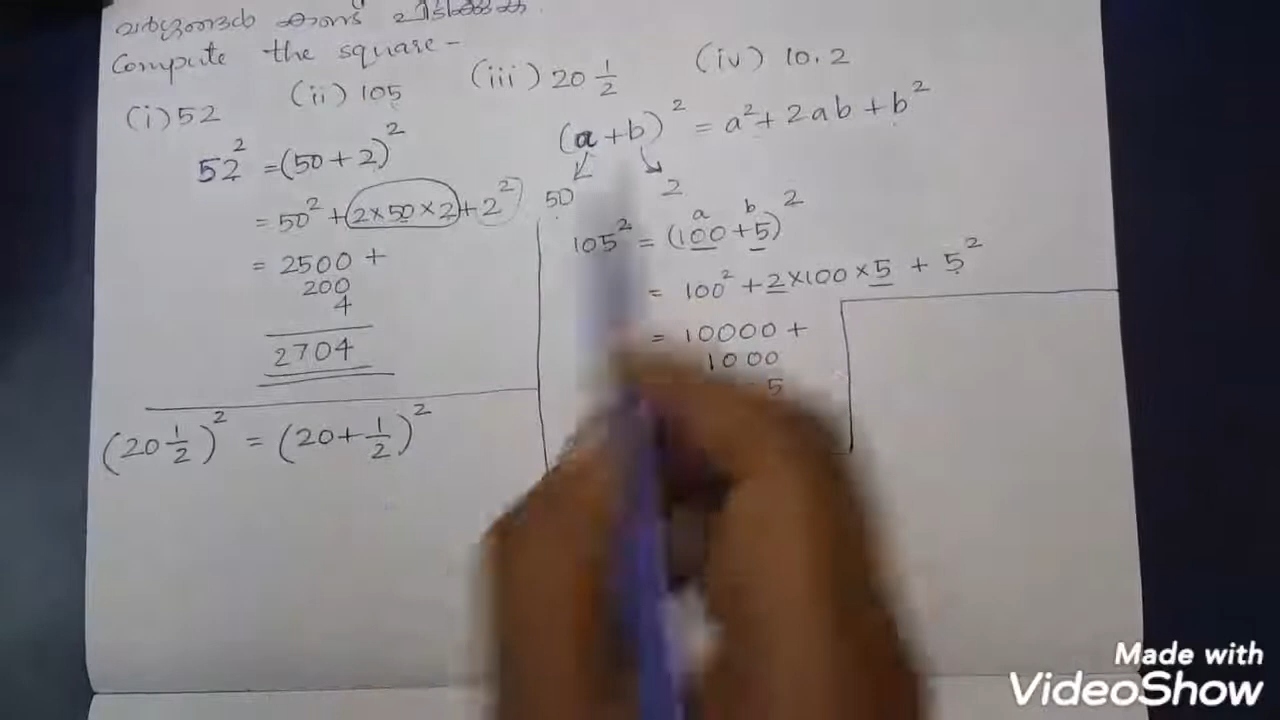 Compute the square -
(i) 52 (ii) 105 (iii) 20 1/2 (iv) 10.2
(a+b)² = a² + 2ab + b²
50 2
52² = (50+2)²
= 50² + (2×50×2) + 2²
= 2500 +
200
4
2704
a b
105² = (100+5)²
= 100² + 2×100×5 + 5²
= 10000 +
1000
5
(20 1/2)² = (20 + 1/2)²
Made with
VideoShow